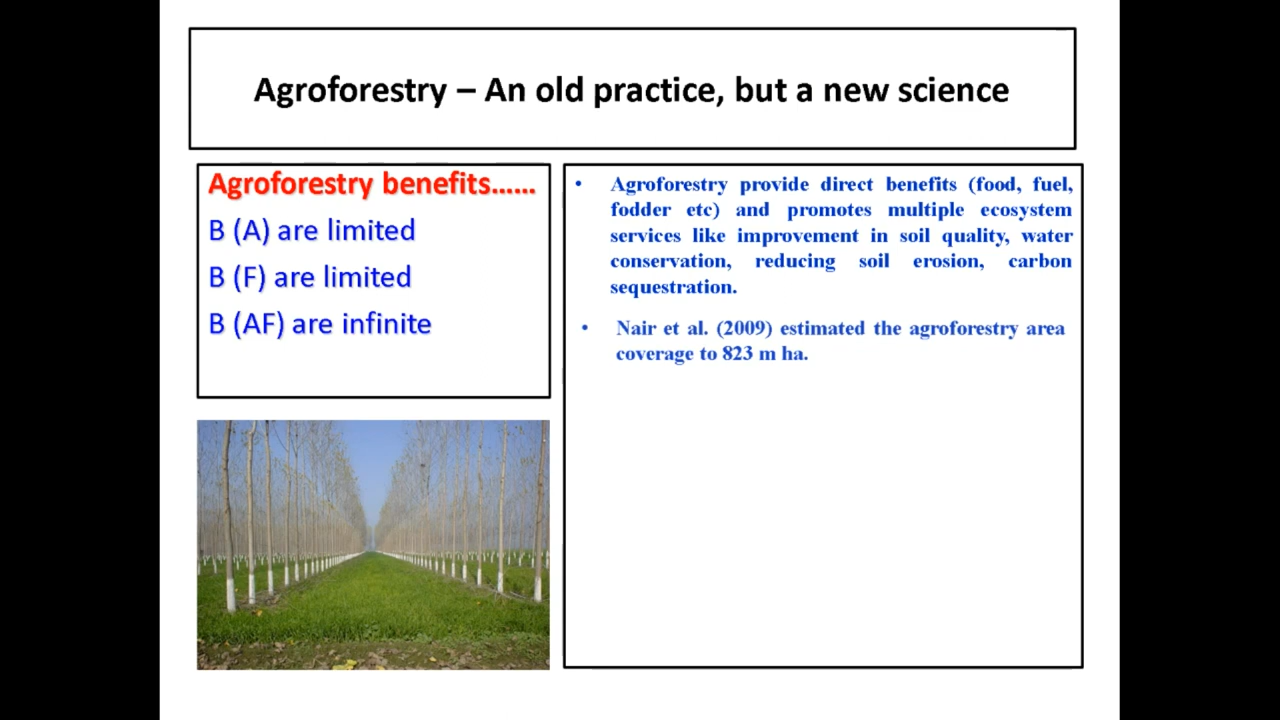 Agroforestry – An old practice, but a new science
Agroforestry benefits......
B (A) are limited
B (F) are limited
B (AF) are infinite
• Agroforestry provide direct benefits (food, fuel,
fodder etc) and promotes multiple ecosystem
services like improvement in soil quality, water
conservation, reducing soil erosion, carbon
sequestration.
• Nair et al. (2009) estimated the agroforestry area
coverage to 823 m ha.